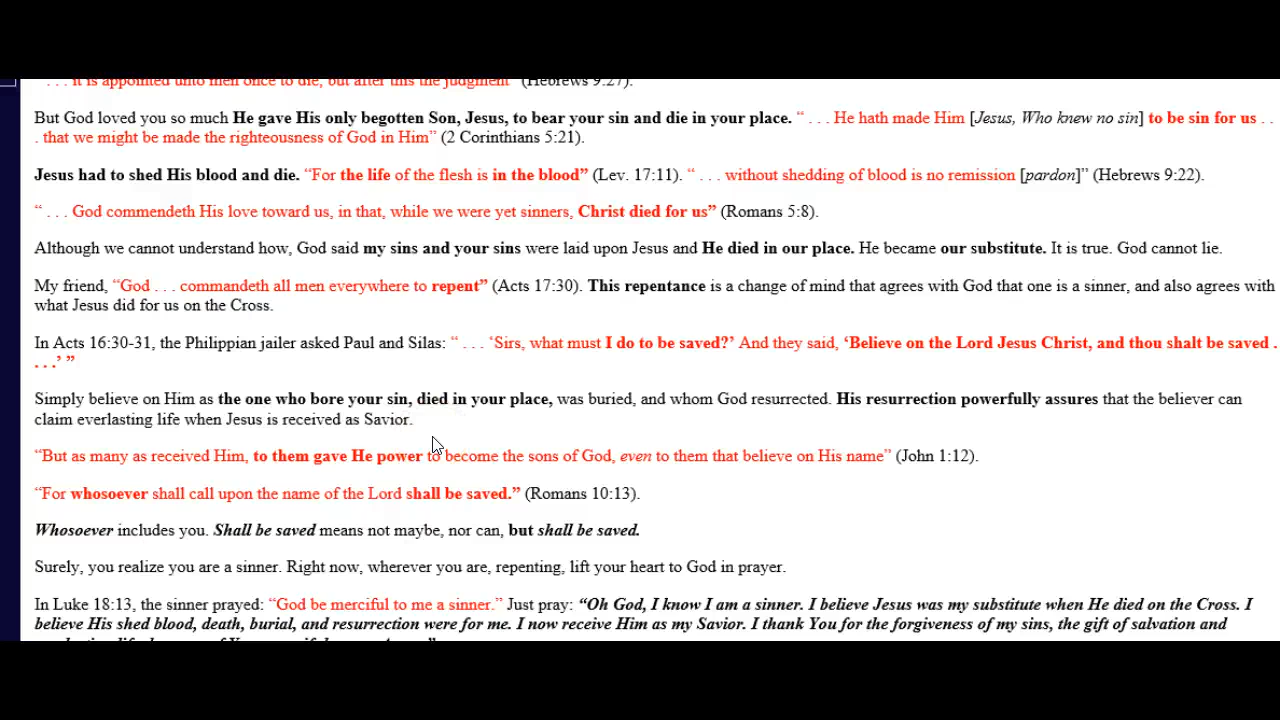 “ . . . it is appointed unto men once to die, but after this the judgment” (Hebrews 9:27).
But God loved you so much He gave His only begotten Son, Jesus, to bear your sin and die in your place. “ . . . He hath made Him [Jesus, Who knew no sin] to be sin for us . .
. that we might be made the righteousness of God in Him” (2 Corinthians 5:21).
Jesus had to shed His blood and die. “For the life of the flesh is in the blood” (Lev. 17:11). “ . . . without shedding of blood is no remission [pardon]” (Hebrews 9:22).
“ . . . God commendeth His love toward us, in that, while we were yet sinners, Christ died for us” (Romans 5:8).
Although we cannot understand how, God said my sins and your sins were laid upon Jesus and He died in our place. He became our substitute. It is true. God cannot lie.
My friend, “God . . . commandeth all men everywhere to repent” (Acts 17:30). This repentance is a change of mind that agrees with God that one is a sinner, and also agrees with
what Jesus did for us on the Cross.
In Acts 16:30-31, the Philippian jailer asked Paul and Silas: “ . . . ‘Sirs, what must I do to be saved?’ And they said, ‘Believe on the Lord Jesus Christ, and thou shalt be saved .
. . .’ ”
Simply believe on Him as the one who bore your sin, died in your place, was buried, and whom God resurrected. His resurrection powerfully assures that the believer can
claim everlasting life when Jesus is received as Savior.
“But as many as received Him, to them gave He power to become the sons of God, even to them that believe on His name” (John 1:12).
“For whosoever shall call upon the name of the Lord shall be saved.” (Romans 10:13).
Whosoever includes you. Shall be saved means not maybe, nor can, but shall be saved.
Surely, you realize you are a sinner. Right now, wherever you are, repenting, lift your heart to God in prayer.
In Luke 18:13, the sinner prayed: “God be merciful to me a sinner.” Just pray: “Oh God, I know I am a sinner. I believe Jesus was my substitute when He died on the Cross. I
believe His shed blood, death, burial, and resurrection were for me. I now receive Him as my Savior. I thank You for the forgiveness of my sins, the gift of salvation and